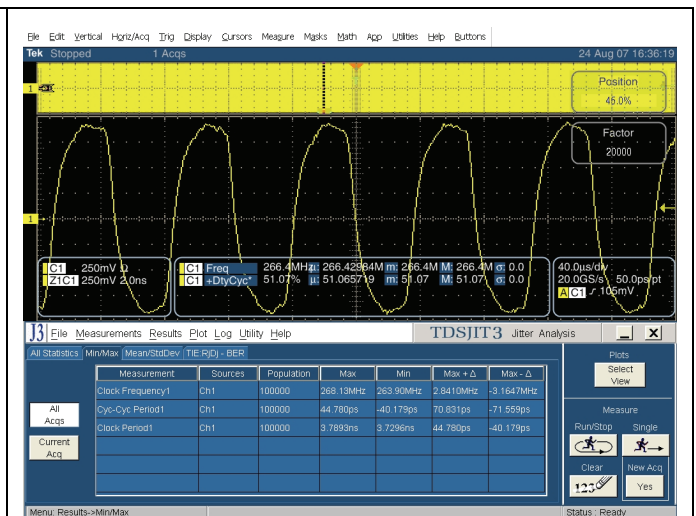 File Edit Vertical Horiz/Acq Trig Display Cursors Measure Masks Math App Utilities Help Buttons
Tek Stopped 1 Acqs 24 Aug 07 16:36:19
Position
45.0%
1
Factor
20000
1
C1 250mV Ω
Z1C1 250mV 2.0ns
C1 Freq 266.4MHz μ: 266.42984M m: 266.4M M: 266.4M σ: 0.0
C1 +DtyCyc* 51.07% μ: 51.065719 m: 51.07 M: 51.07 σ: 0.0
40.0μs/div
20.0GS/s 50.0ps/pt
A C1 105mV
J3 File Measurements Results Plot Log Utility Help TDSJIT3 Jitter Analysis _ X
All Statistics Min/Max Mean/StdDev TIE:RjDj - BER
Measurement Sources Population Max Min Max + Δ Max - Δ
Clock Frequency1 Ch1 100000 268.13MHz 263.90MHz 2.8410MHz -3.1647MHz
Cyc-Cyc Period1 Ch1 100000 44.780ps -40.179ps 70.831ps -71.559ps
Clock Period1 Ch1 100000 3.7893ns 3.7296ns 44.780ps -40.179ps
All
Acqs
Current
Acq
Plots
Select
View
Measure
Run/Stop Single
Clear New Acq
123 Yes
Menu: Results->Min/Max Status : Ready